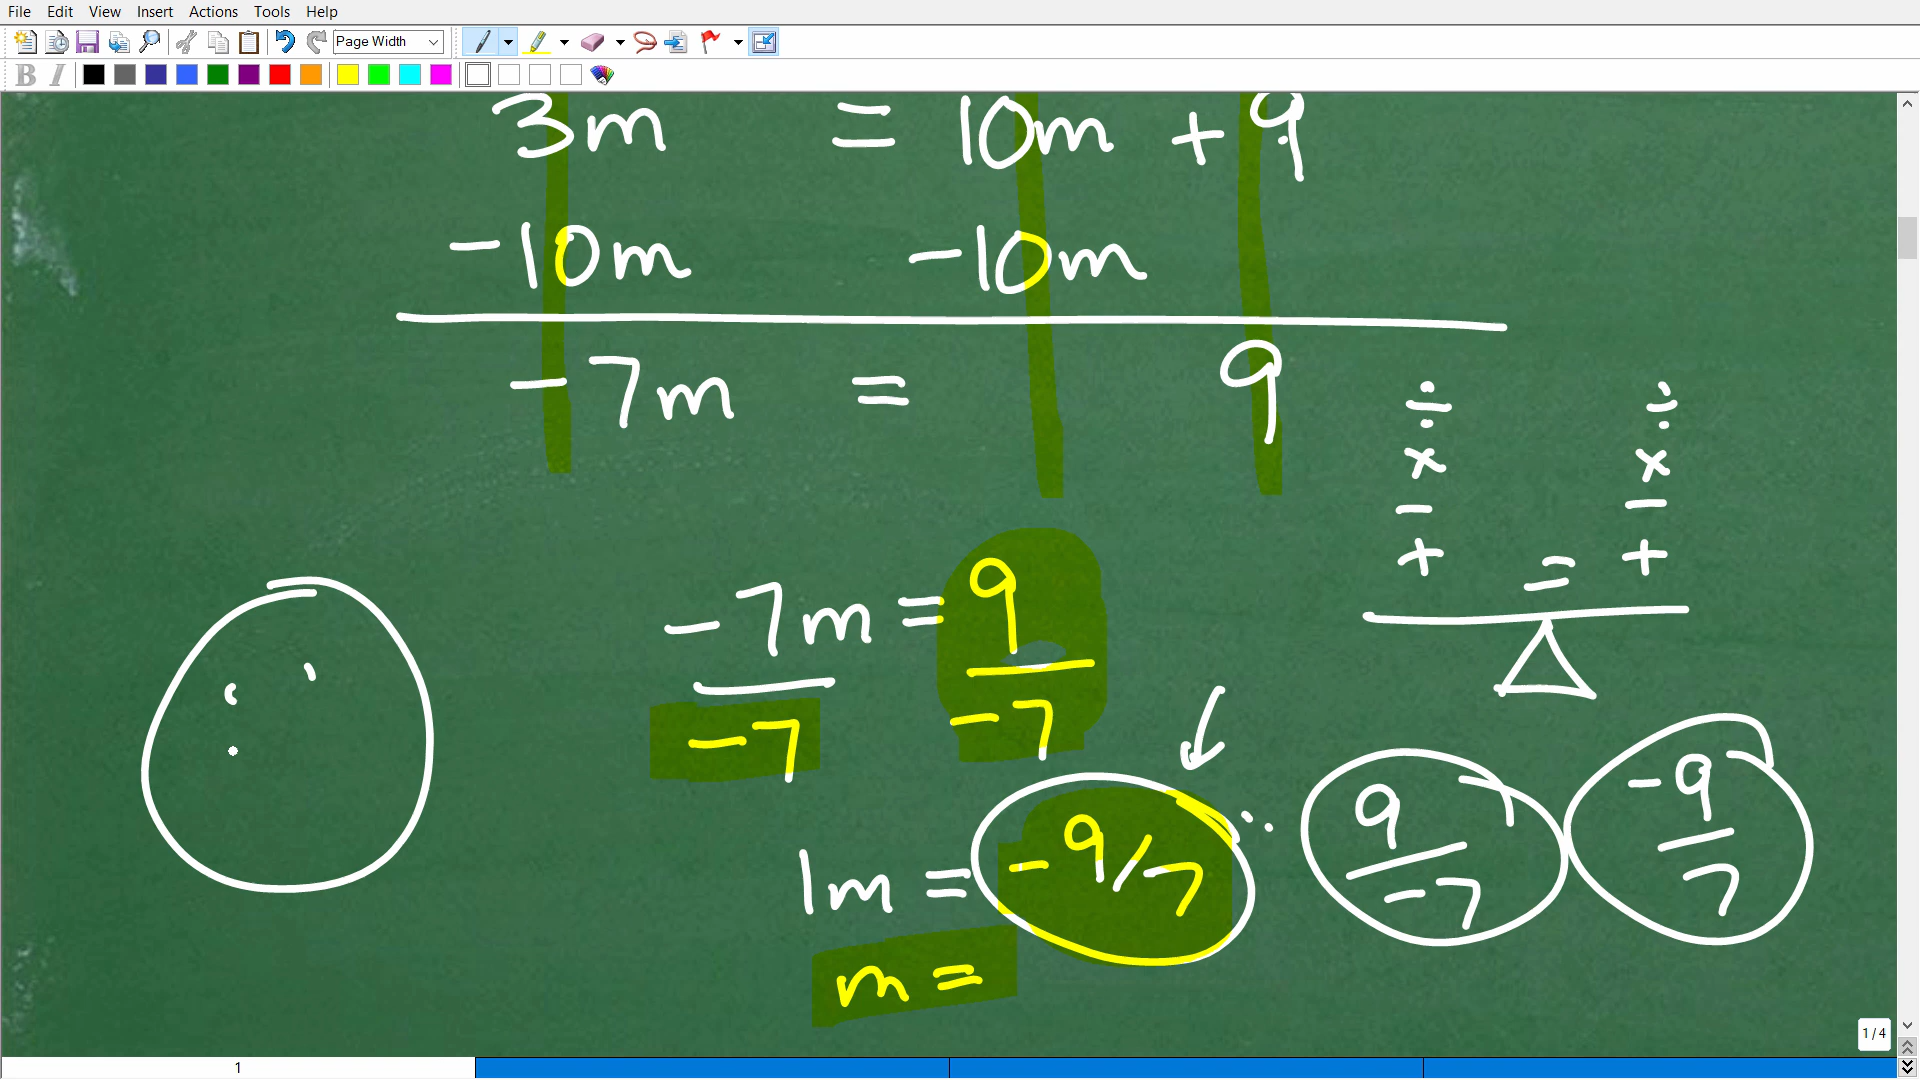 File Edit View Insert Actions Tools Help
Page Width
B I
3m = 10m + 9
-10m -10m
-7m = 9
÷ ÷
× ×
- -
+ = +
-7m = 9
-7 -7
1m = -9/7
9/-7
-9/7
m =
1 / 4
1